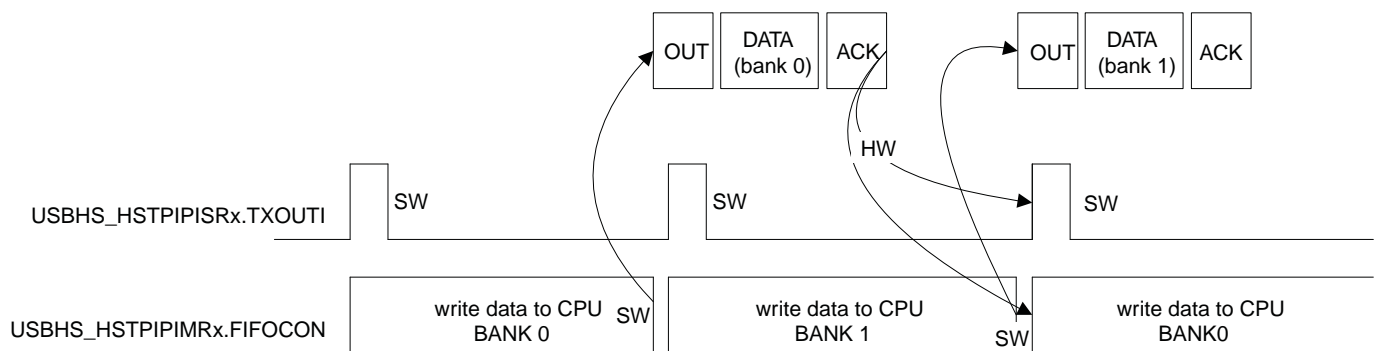 OUT DATA (bank 0) ACK OUT DATA (bank 1) ACK
HW
USBHS_HSTPIPISRx.TXOUTI SW SW SW
write data to CPU BANK 0 SW write data to CPU BANK 1 SW write data to CPU BANK0
USBHS_HSTPIPIMRx.FIFOCON